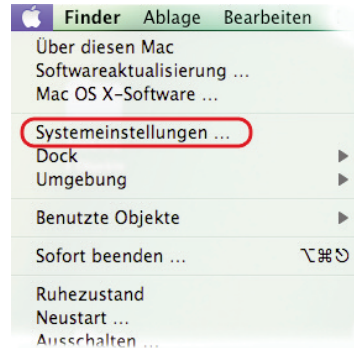 Finder Ablage Bearbeiten
Über diesen Mac
Softwareaktualisierung ...
Mac OS X-Software ...
Systemeinstellungen ...
Dock
Umgebung
Benutzte Objekte
Sofort beenden ... ⌥⌘⎋
Ruhezustand
Neustart ...
Ausschalten ...